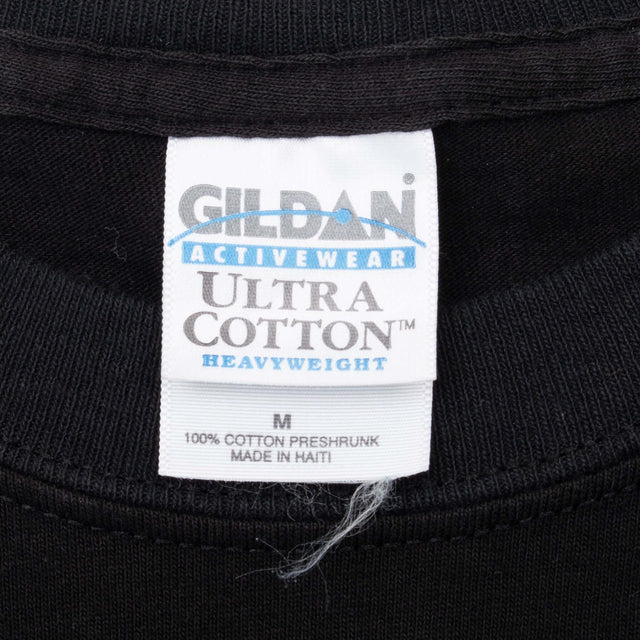 GILDAN®
ACTIVEWEAR
ULTRA
COTTON™
HEAVYWEIGHT
M
100% COTTON PRESHRUNK
MADE IN HAITI